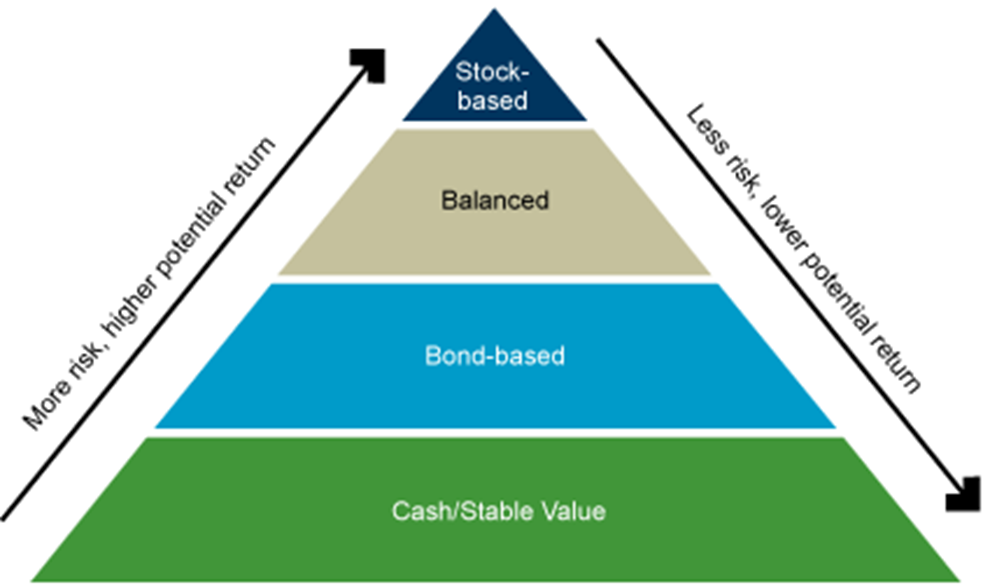 Stock-
based
Balanced
Bond-based
Cash/Stable Value
More risk, higher potential return
Less risk, lower potential return